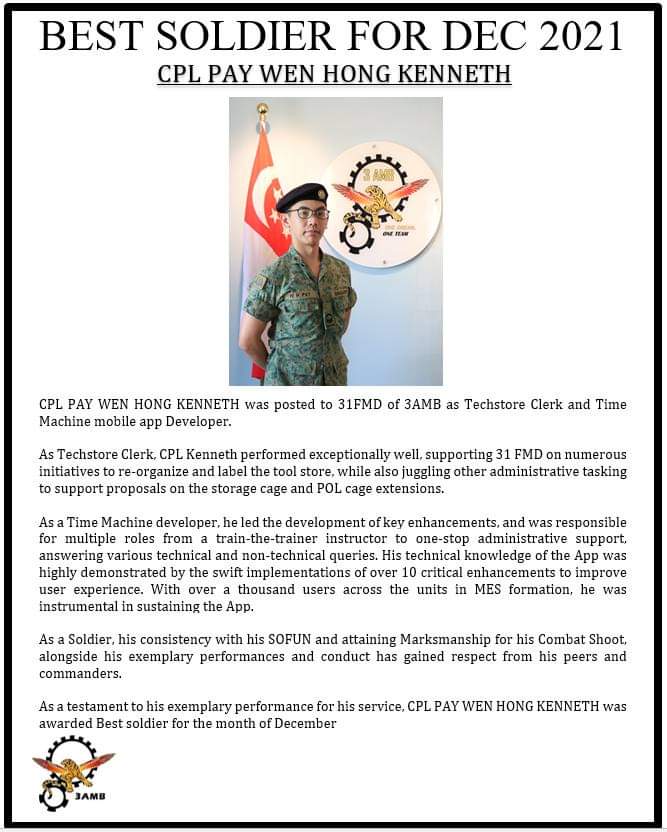 BEST SOLDIER FOR DEC 2021
CPL PAY WEN HONG KENNETH
3 AMB
ONE DREAM,
ONE TEAM
CPL PAY WEN HONG KENNETH was posted to 31FMD of 3AMB as Techstore Clerk and Time
Machine mobile app Developer.
As Techstore Clerk, CPL Kenneth performed exceptionally well, supporting 31 FMD on numerous
initiatives to re-organize and label the tool store, while also juggling other administrative tasking
to support proposals on the storage cage and POL cage extensions.
As a Time Machine developer, he led the development of key enhancements, and was responsible
for multiple roles from a train-the-trainer instructor to one-stop administrative support,
answering various technical and non-technical queries. His technical knowledge of the App was
highly demonstrated by the swift implementations of over 10 critical enhancements to improve
user experience. With over a thousand users across the units in MES formation, he was
instrumental in sustaining the App.
As a Soldier, his consistency with his SOFUN and attaining Marksmanship for his Combat Shoot,
alongside his exemplary performances and conduct has gained respect from his peers and
commanders.
As a testament to his exemplary performance for his service, CPL PAY WEN HONG KENNETH was
awarded Best soldier for the month of December
3AMB